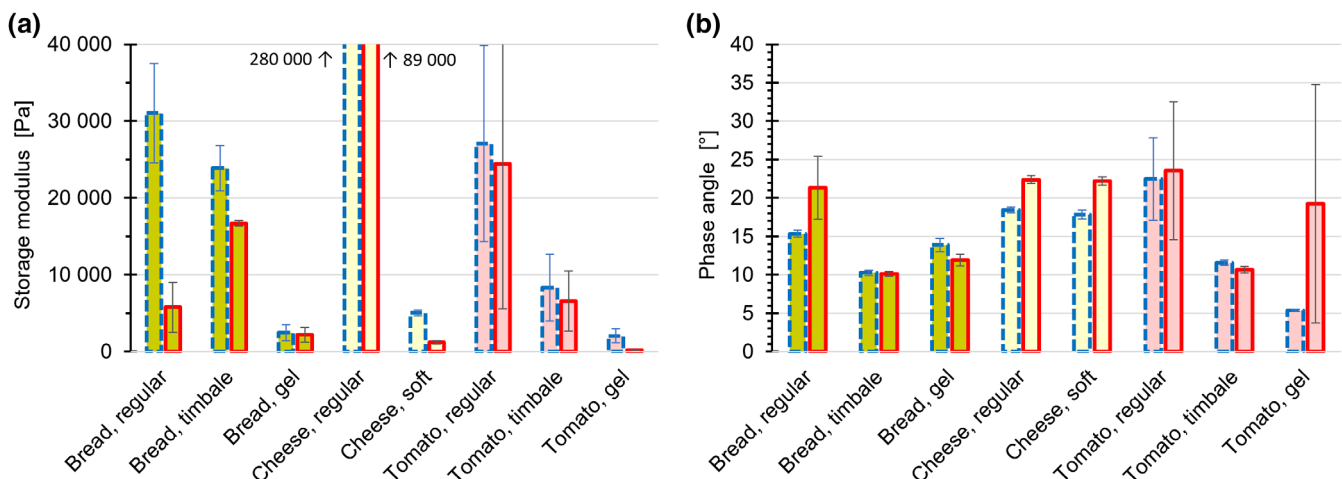 (a)
Storage modulus [Pa]
40 000
30 000
20 000
10 000
0
280 000 ↑
↑ 89 000
Bread, regular
Bread, timbale
Bread, gel
Cheese, regular
Cheese, soft
Tomato, regular
Tomato, timbale
Tomato, gel
(b)
Phase angle [°]
40
35
30
25
20
15
10
5
0
Bread, regular
Bread, timbale
Bread, gel
Cheese, regular
Cheese, soft
Tomato, regular
Tomato, timbale
Tomato, gel